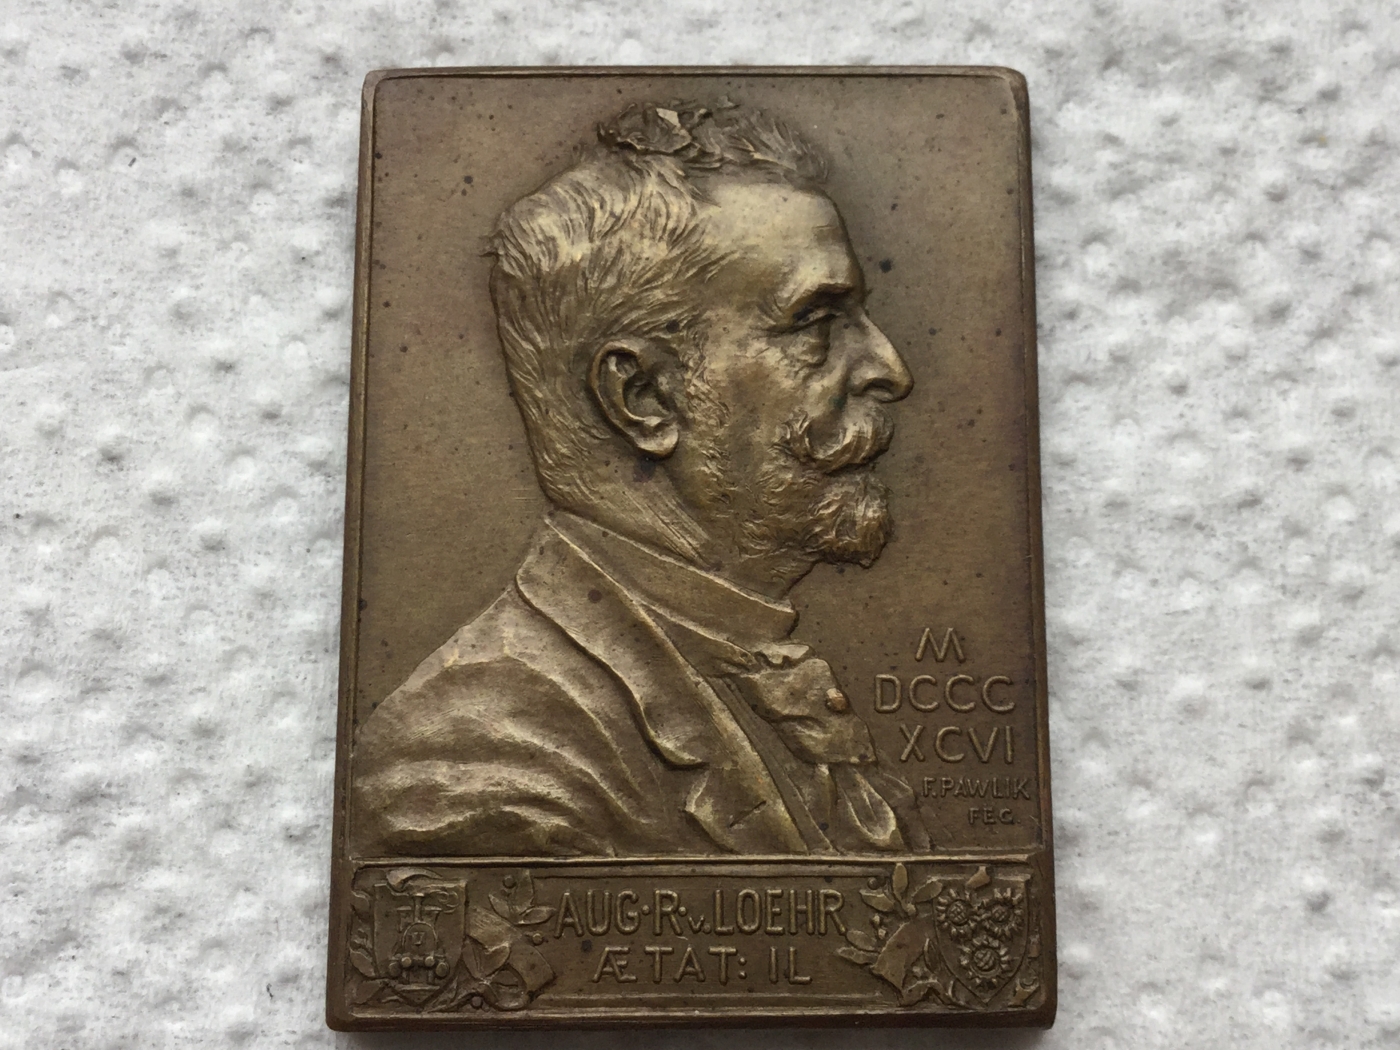 M
DCCC
XCVI
F. PAWLIK
FEC.
AUG·R·v. LOEHR
ÆTAT: IL